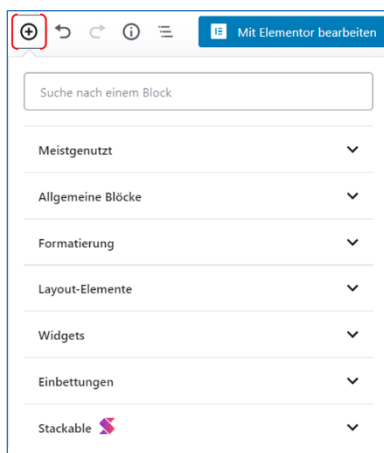 Mit Elementor bearbeiten
Suche nach einem Block
Meistgenutzt
Allgemeine Blöcke
Formatierung
Layout-Elemente
Widgets
Einbettungen
Stackable